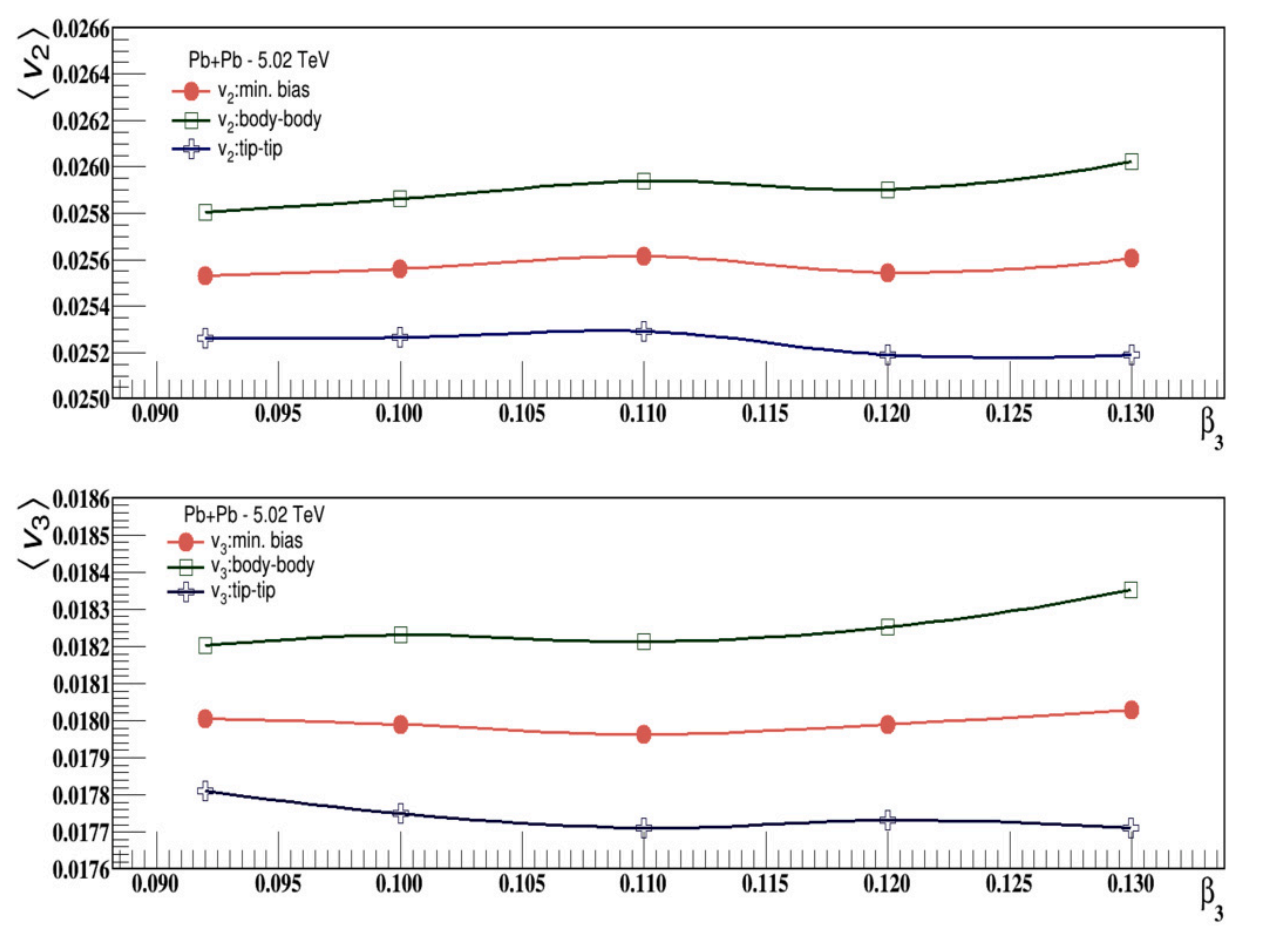 ⟨v2⟩
Pb+Pb - 5.02 TeV
v2:min. bias
v2:body-body
v2:tip-tip
0.0266
0.0264
0.0262
0.0260
0.0258
0.0256
0.0254
0.0252
0.0250
0.090 0.095 0.100 0.105 0.110 0.115 0.120 0.125 0.130
β3
⟨v3⟩
Pb+Pb - 5.02 TeV
v3:min. bias
v3:body-body
v3:tip-tip
0.0186
0.0185
0.0184
0.0183
0.0182
0.0181
0.0180
0.0179
0.0178
0.0177
0.0176
0.090 0.095 0.100 0.105 0.110 0.115 0.120 0.125 0.130
β3